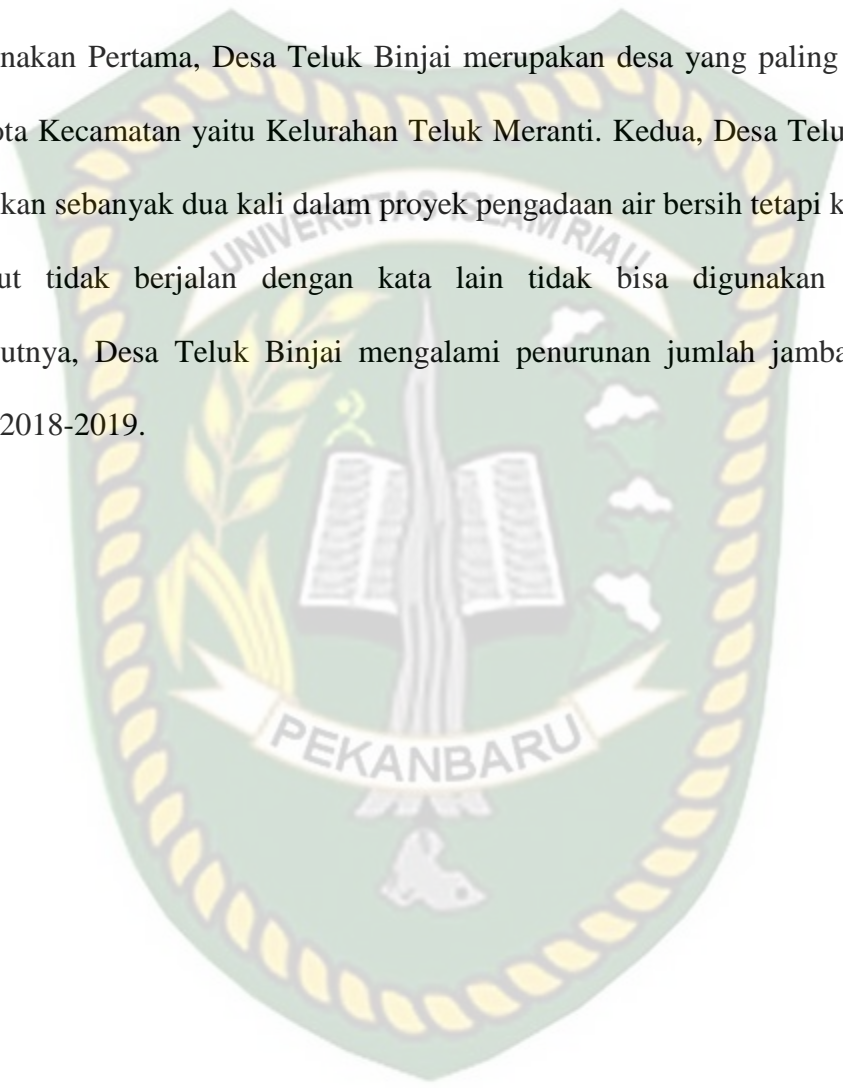 nakan Pertama, Desa Teluk Binjai merupakan desa yang paling
ota Kecamatan yaitu Kelurahan Teluk Meranti. Kedua, Desa Telu
kan sebanyak dua kali dalam proyek pengadaan air bersih tetapi k
UNIVERSITAS ISLAM RIAU
ut tidak berjalan dengan kata lain tidak bisa digunakan
utnya, Desa Teluk Binjai mengalami penurunan jumlah jamba
2018-2019.
PEKANBARU